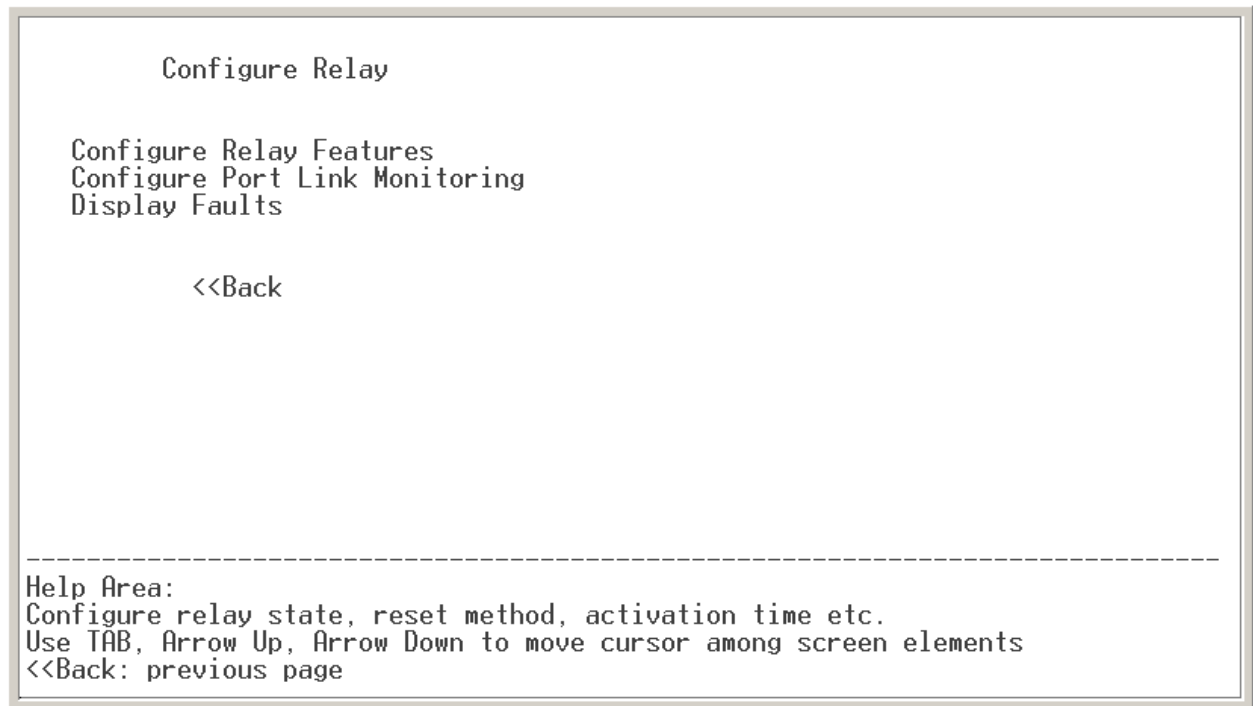 Configure Relay
Configure Relay Features
Configure Port Link Monitoring
Display Faults
<<Back
--------------------------------------------------------------------------------
Help Area:
Configure relay state, reset method, activation time etc.
Use TAB, Arrow Up, Arrow Down to move cursor among screen elements
<<Back: previous page